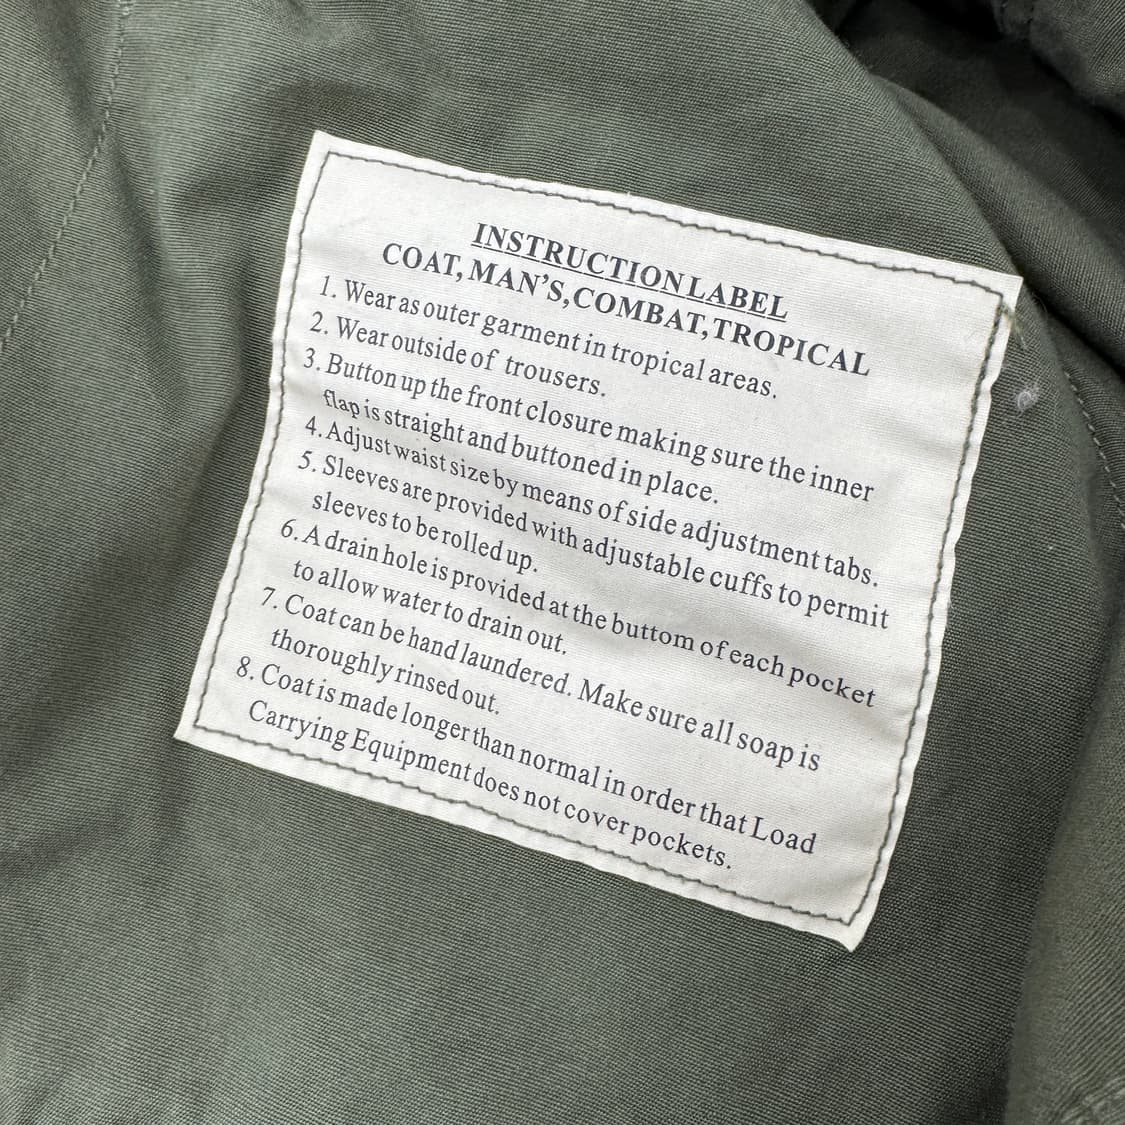 INSTRUCTION LABEL
COAT, MAN'S, COMBAT, TROPICAL
1. Wear as outer garment in tropical areas.
2. Wear outside of trousers.
3. Button up the front closure making sure the inner
flap is straight and buttoned in place.
4. Adjust waist size by means of side adjustment tabs.
5. Sleeves are provided with adjustable cuffs to permit
sleeves to be rolled up.
6. A drain hole is provided at the buttom of each pocket
to allow water to drain out.
7. Coat can be hand laundered. Make sure all soap is
thoroughly rinsed out.
8. Coat is made longer than normal in order that Load
Carrying Equipment does not cover pockets.